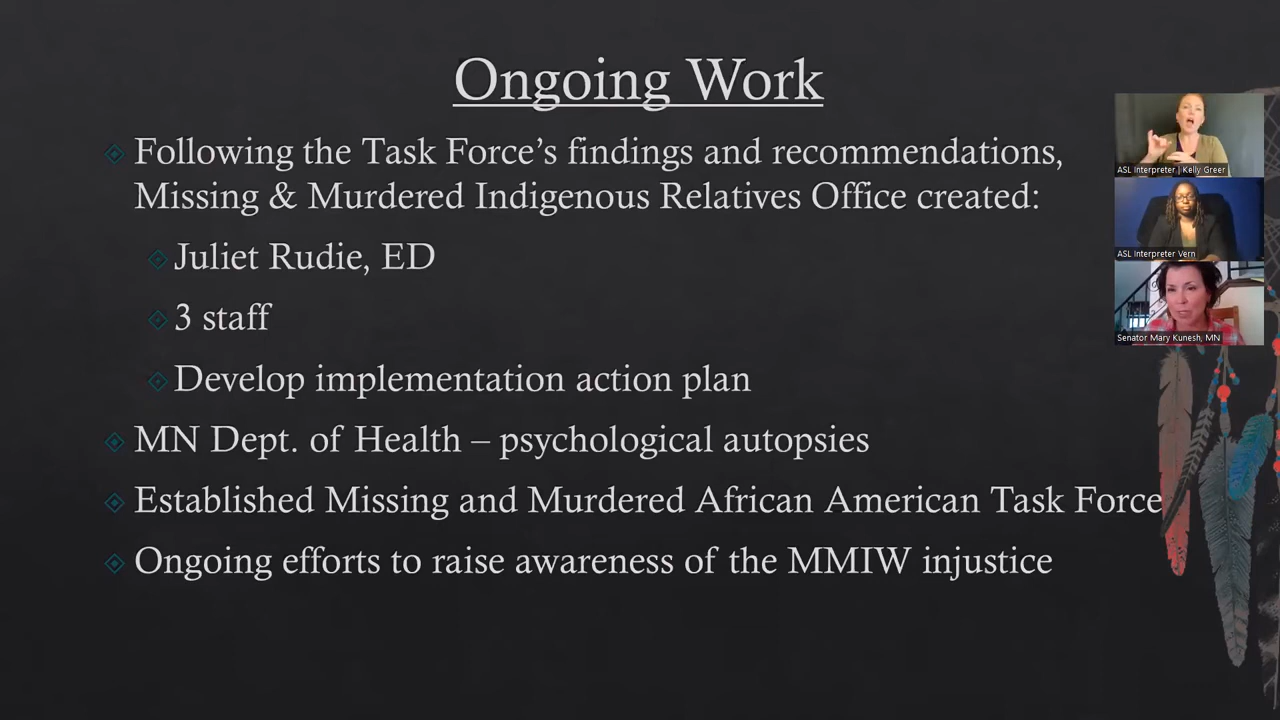 Ongoing Work
Following the Task Force's findings and recommendations,
Missing & Murdered Indigenous Relatives Office created:
Juliet Rudie, ED
3 staff
Develop implementation action plan
MN Dept. of Health – psychological autopsies
Established Missing and Murdered African American Task Force
Ongoing efforts to raise awareness of the MMIW injustice
ASL Interpreter | Kelly Greer
ASL Interpreter Vern
Senator Mary Kunesh, MN